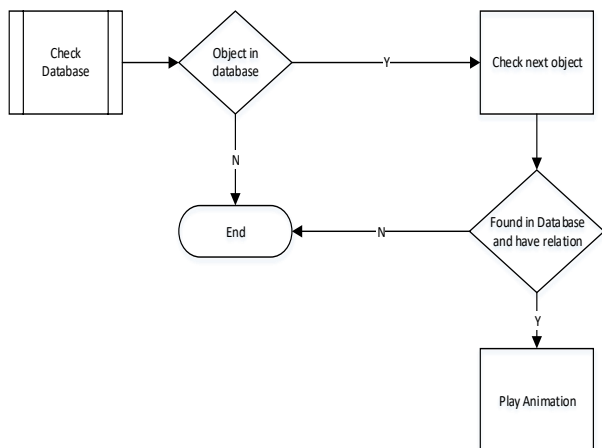 Check
Database
Object in
database
Y
Check next object
N
End
N
Found in Database
and have relation
Y
Play Animation